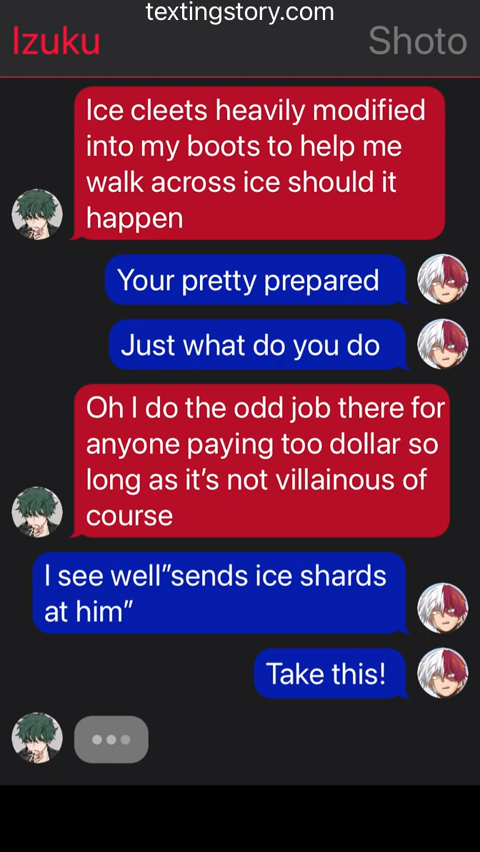 textingstory.com
Izuku
Shoto
Ice cleets heavily modified
into my boots to help me
walk across ice should it
happen
Your pretty prepared
Just what do you do
Oh I do the odd job there for
anyone paying too dollar so
long as it’s not villainous of
course
I see well”sends ice shards
at him”
Take this!